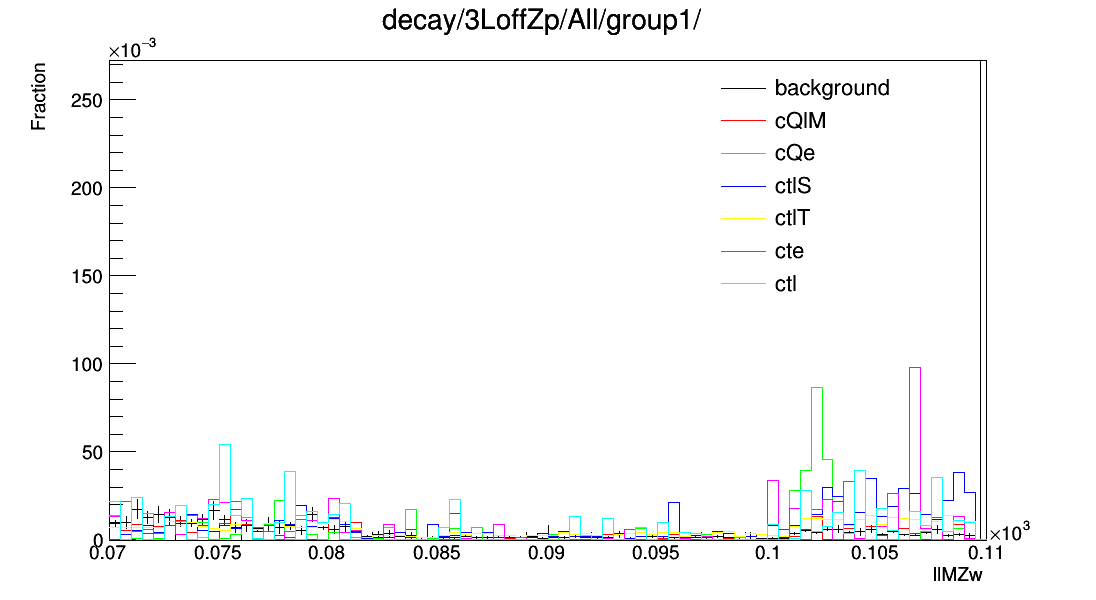 decay/3LoffZp/All/group1/
×10⁻³
Fraction
250
200
150
100
50
0
background
cQlM
cQe
ctlS
ctlT
cte
ctl
0.07 0.075 0.08 0.085 0.09 0.095 0.1 0.105 0.11
×10³
llMZw